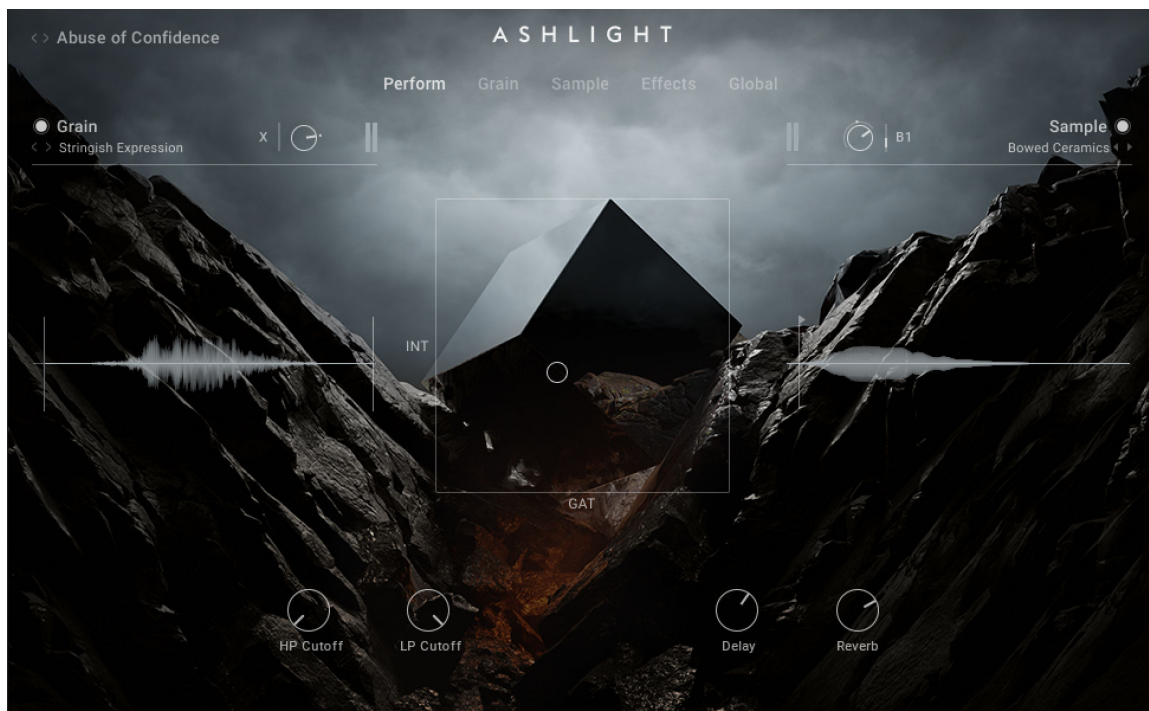 Abuse of Confidence
ASHLIGHT
Perform Grain Sample Effects Global
Grain
Stringish Expression
X
B1
Sample
Bowed Ceramics
INT
GAT
HP Cutoff
LP Cutoff
Delay
Reverb